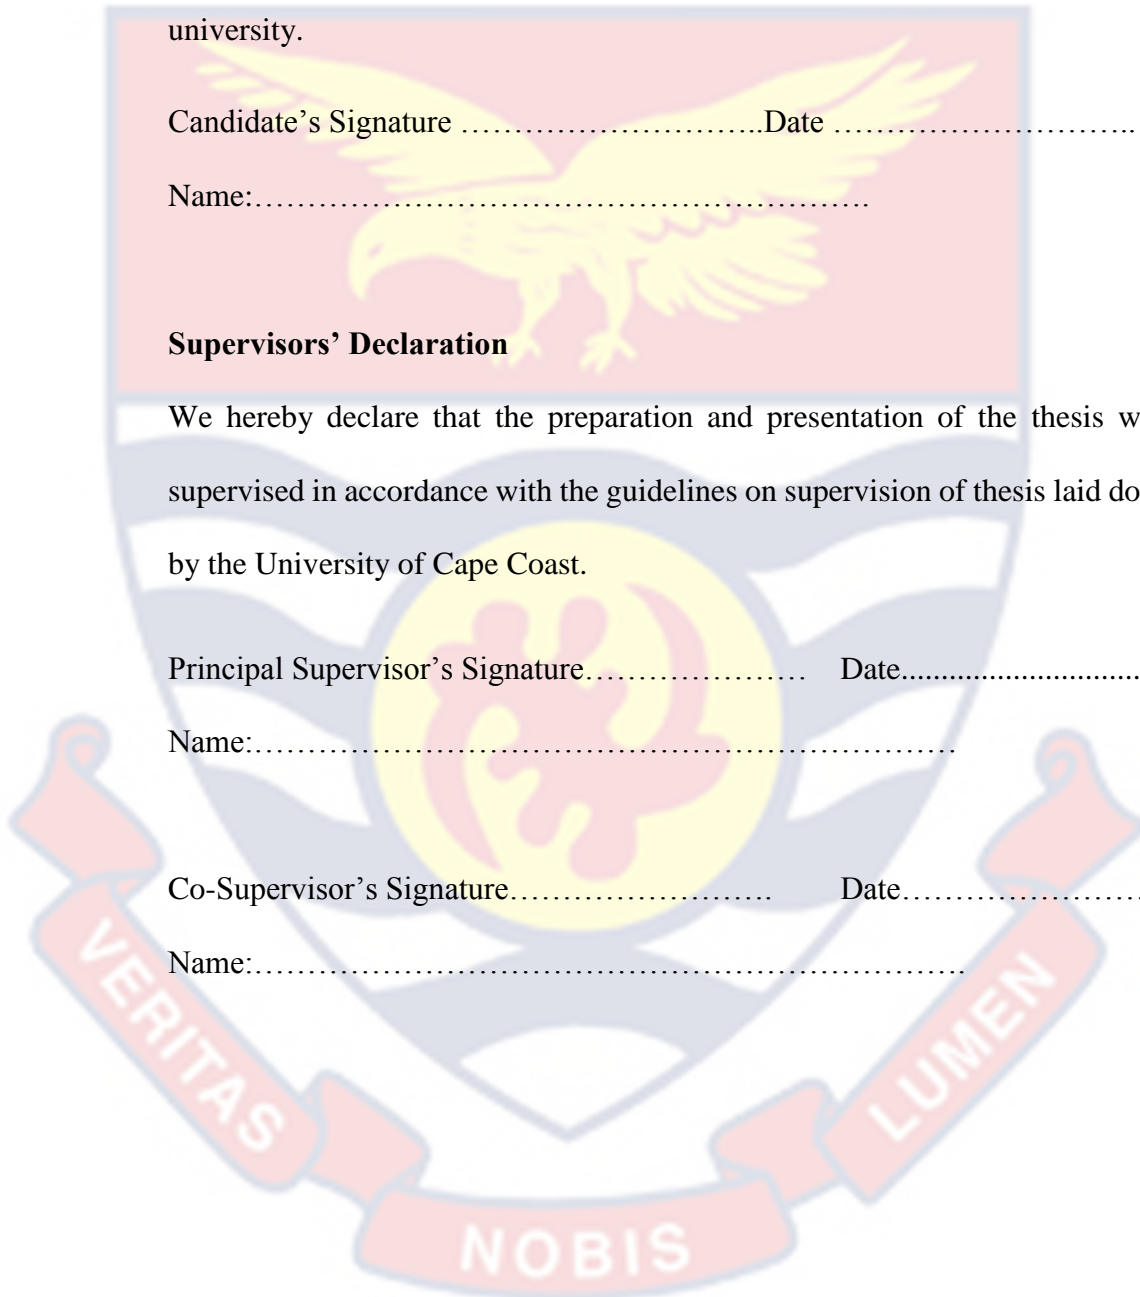 university.
Candidate’s Signature ………………………..Date ………………………..
Name:………………………………………………….
Supervisors’ Declaration
We hereby declare that the preparation and presentation of the thesis w
supervised in accordance with the guidelines on supervision of thesis laid do
by the University of Cape Coast.
Principal Supervisor’s Signature………………… Date..............................
Name:…………………………………………………………
Co-Supervisor’s Signature……………………. Date……………………
Name:………………………………………………………….
VERITAS
NOBIS
LUMEN